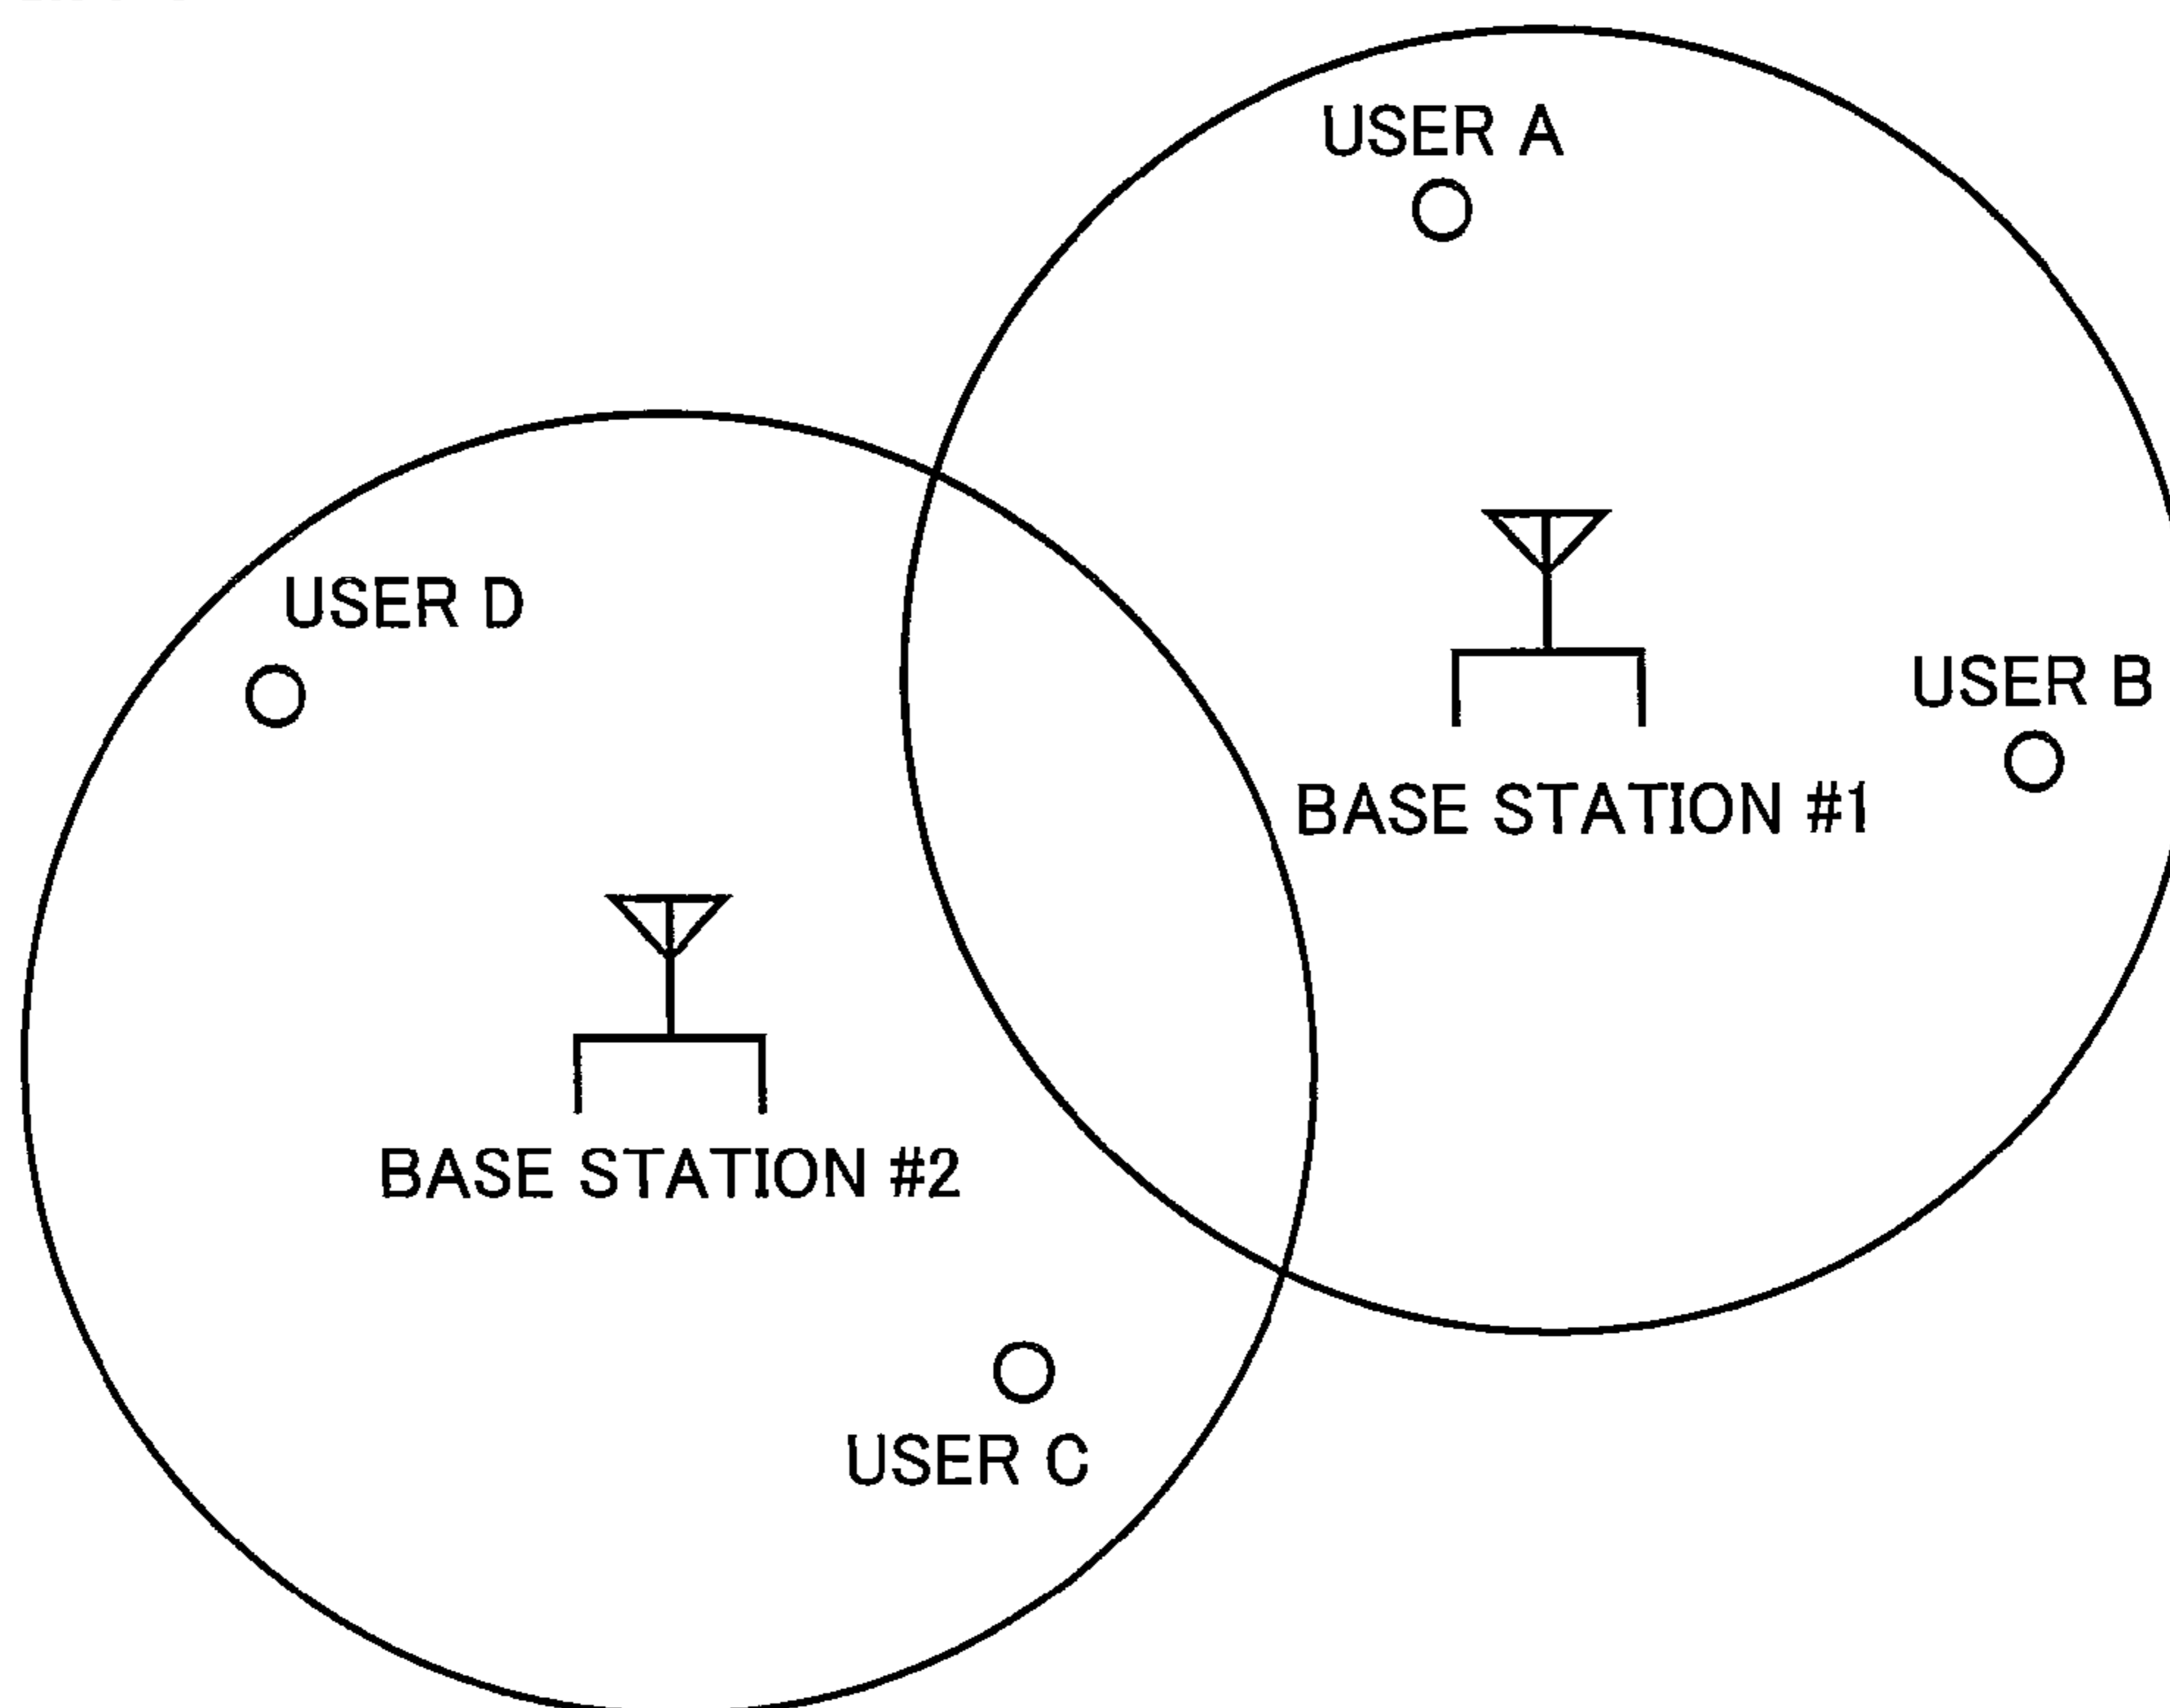 USER A
USER D
USER B
BASE STATION #1
BASE STATION #2
USER C